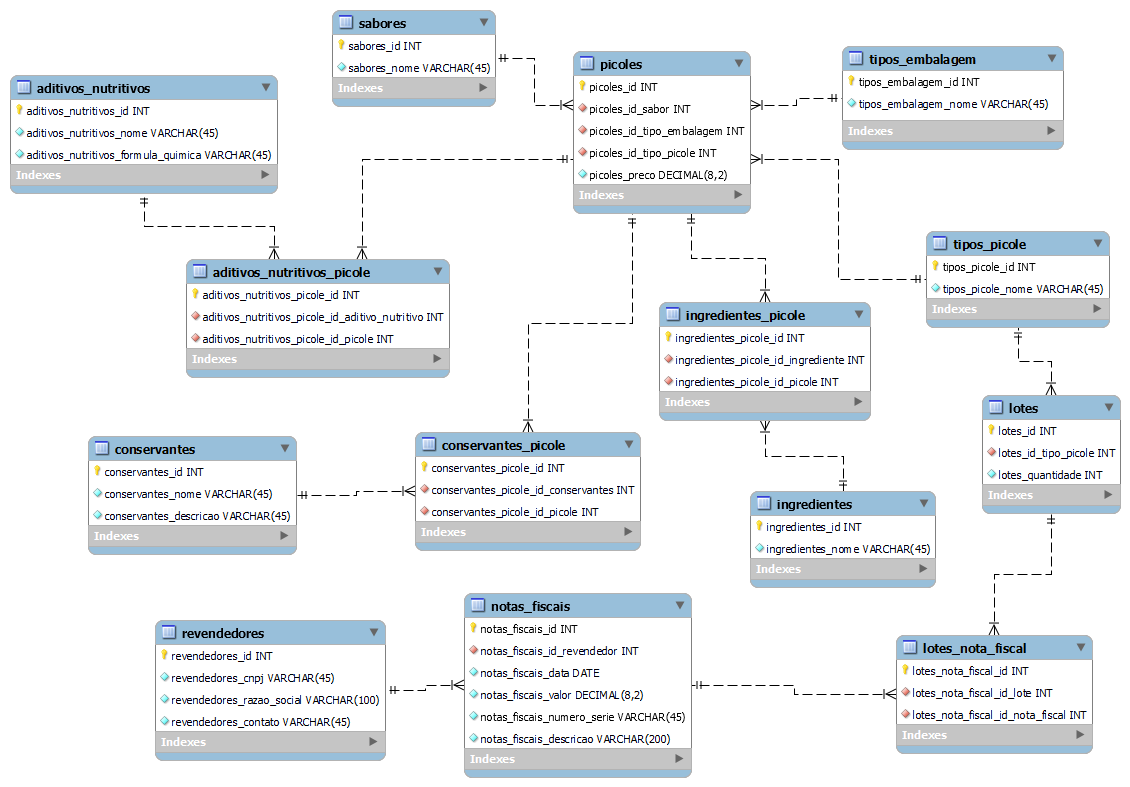 sabores
sabores_id INT
sabores_nome VARCHAR(45)
Indexes
picoles
picoles_id INT
picoles_id_sabor INT
picoles_id_tipo_embalagem INT
picoles_id_tipo_picole INT
picoles_preco DECIMAL(8,2)
Indexes
tipos_embalagem
tipos_embalagem_id INT
tipos_embalagem_nome VARCHAR(45)
Indexes
aditivos_nutritivos
aditivos_nutritivos_id INT
aditivos_nutritivos_nome VARCHAR(45)
aditivos_nutritivos_formula_quimica VARCHAR(45)
Indexes
aditivos_nutritivos_picole
aditivos_nutritivos_picole_id INT
aditivos_nutritivos_picole_id_aditivo_nutritivo INT
aditivos_nutritivos_picole_id_picole INT
Indexes
tipos_picole
tipos_picole_id INT
tipos_picole_nome VARCHAR(45)
Indexes
ingredientes_picole
ingredientes_picole_id INT
ingredientes_picole_id_ingrediente INT
ingredientes_picole_id_picole INT
Indexes
lotes
lotes_id INT
lotes_id_tipo_picole INT
lotes_quantidade INT
Indexes
conservantes
conservantes_id INT
conservantes_nome VARCHAR(45)
conservantes_descricao VARCHAR(45)
Indexes
conservantes_picole
conservantes_picole_id INT
conservantes_picole_id_conservantes INT
conservantes_picole_id_picole INT
Indexes
ingredientes
ingredientes_id INT
ingredientes_nome VARCHAR(45)
Indexes
revendedores
revendedores_id INT
revendedores_cnpj VARCHAR(45)
revendedores_razao_social VARCHAR(100)
revendedores_contato VARCHAR(45)
Indexes
notas_fiscais
notas_fiscais_id INT
notas_fiscais_id_revendedor INT
notas_fiscais_data DATE
notas_fiscais_valor DECIMAL(8,2)
notas_fiscais_numero_serie VARCHAR(45)
notas_fiscais_descricao VARCHAR(200)
Indexes
lotes_nota_fiscal
lotes_nota_fiscal_id INT
lotes_nota_fiscal_id_lote INT
lotes_nota_fiscal_id_nota_fiscal INT
Indexes